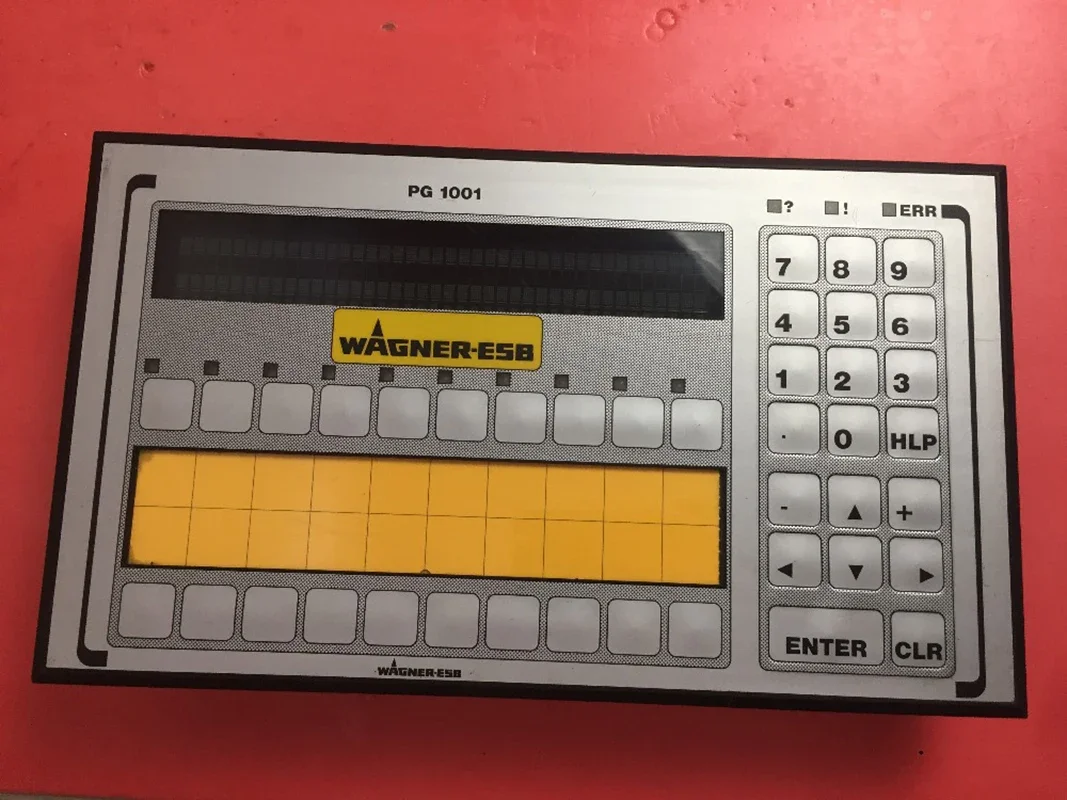 PG 1001
? ! ERR
WAGNER-ESB
7 8 9
4 5 6
1 2 3
. 0 HLP
- ▲ +
◀ ▼ ▶
ENTER CLR
WAGNER-ESB